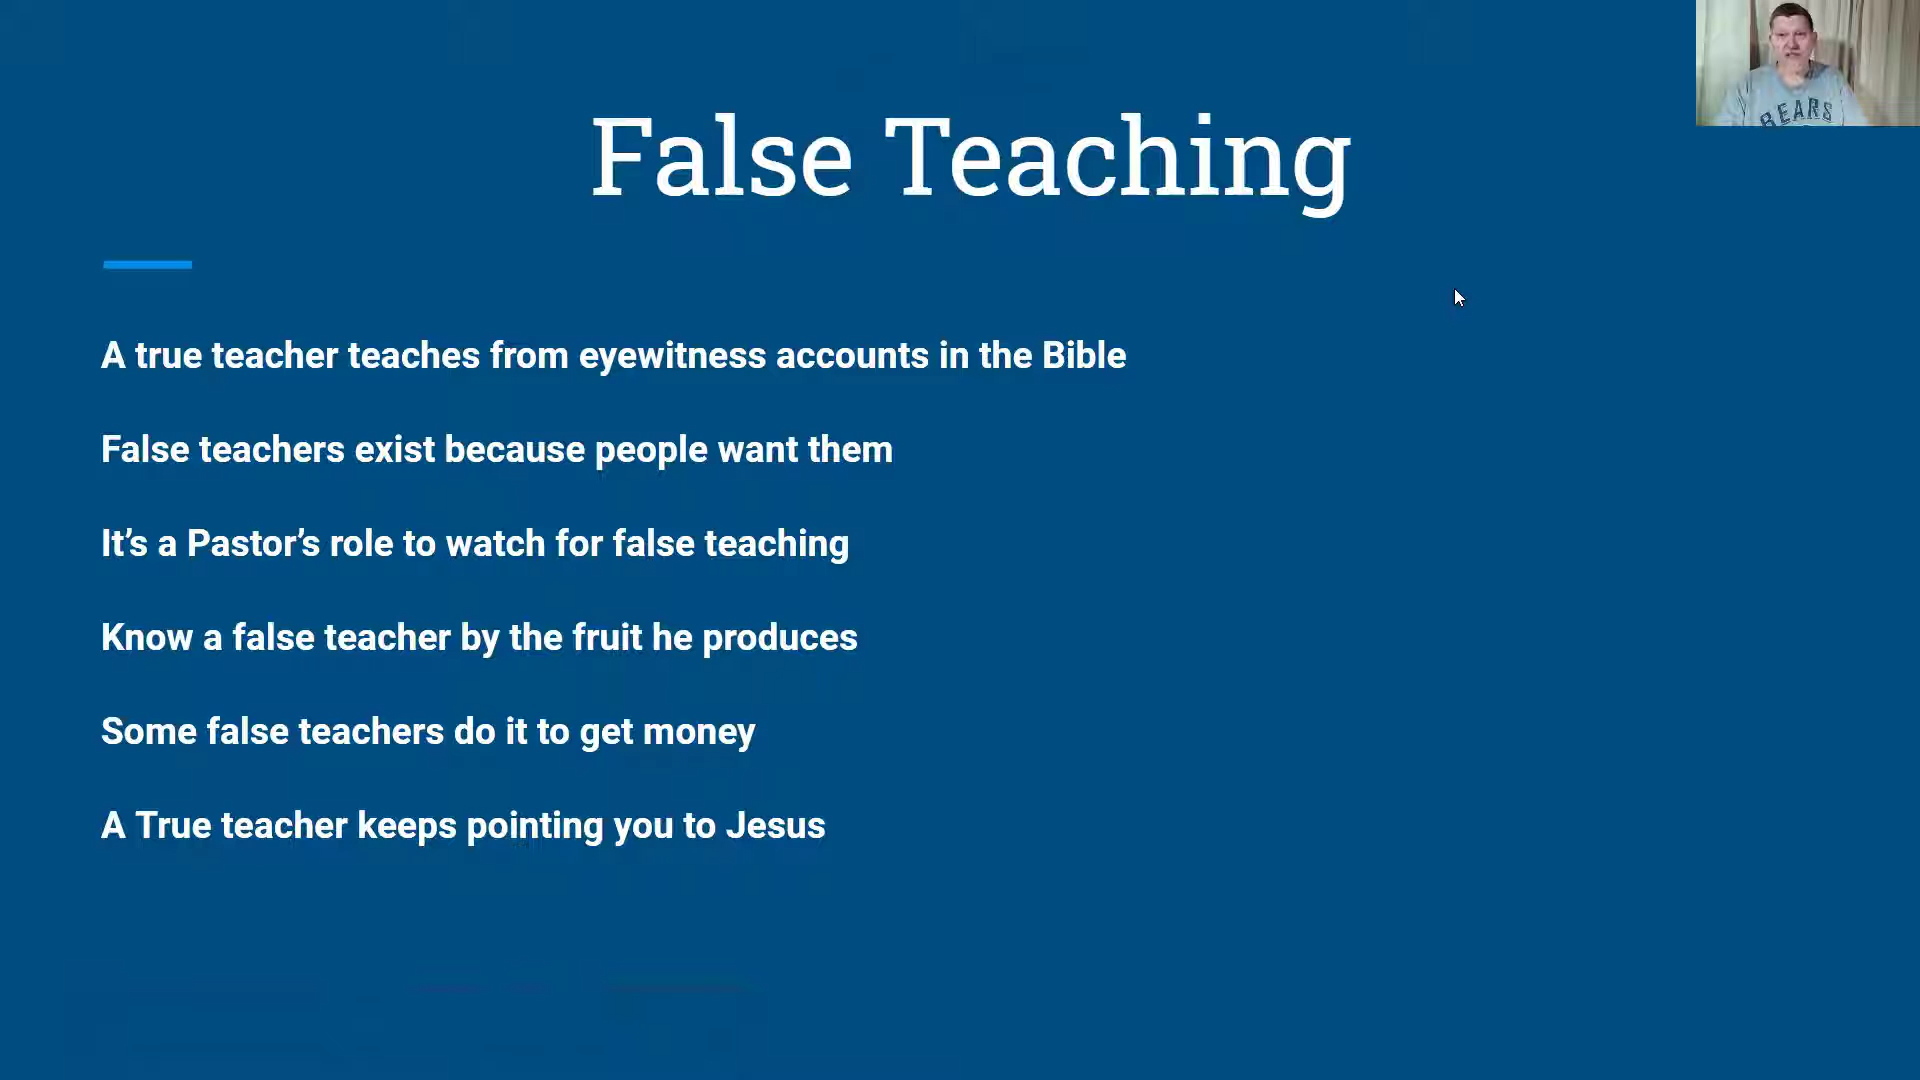 False Teaching
BEARS
A true teacher teaches from eyewitness accounts in the Bible
False teachers exist because people want them
It’s a Pastor’s role to watch for false teaching
Know a false teacher by the fruit he produces
Some false teachers do it to get money
A True teacher keeps pointing you to Jesus